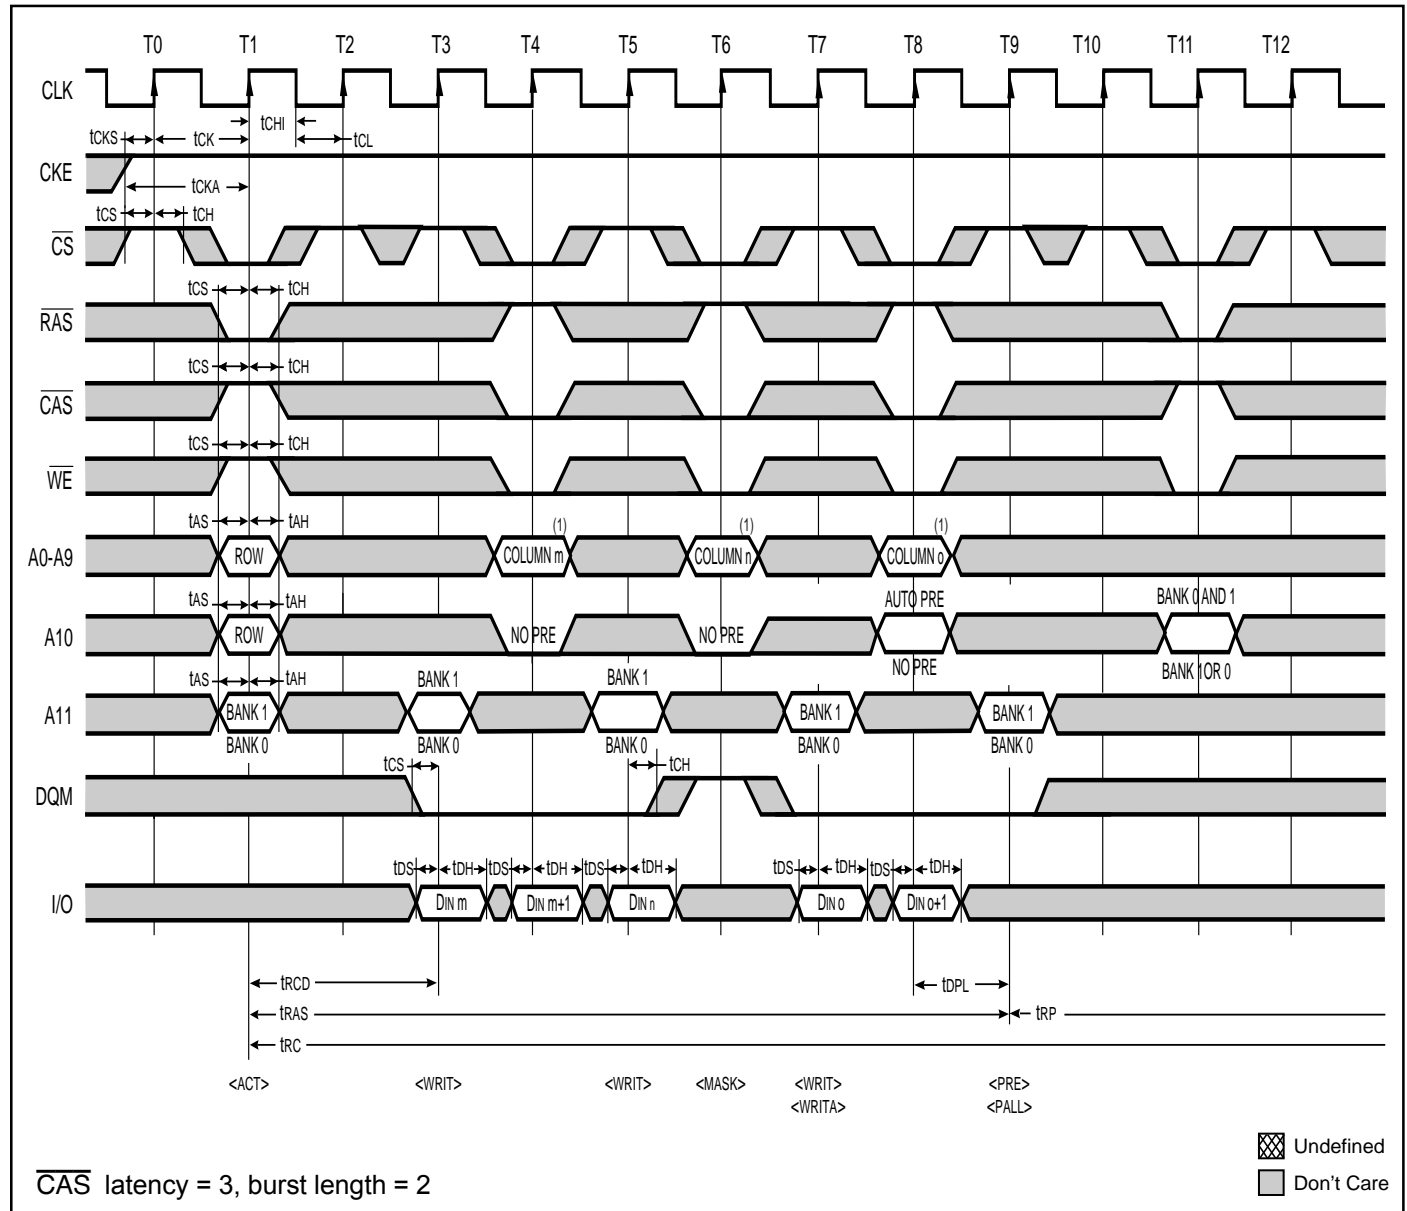 T0 T1 T2 T3 T4 T5 T6 T7 T8 T9 T10 T11 T12
CLK
tCHI
tCKS tCK tCL
CKE
tCKA
tCS tCH
CS
tCS tCH
RAS
tCS tCH
CAS
tCS tCH
WE
tAS tAH (1) (1) (1)
A0-A9 ROW COLUMN m COLUMN n COLUMN o
tAS tAH AUTO PRE BANK 0 AND 1
A10 ROW NO PRE NO PRE
NO PRE BANK 1 OR 0
tAS tAH BANK 1 BANK 1
A11 BANK 1 BANK 1 BANK 1
BANK 0 BANK 0 BANK 0 BANK 0 BANK 0
tCS tCH
DQM
tDS tDH tDS tDH tDS tDH tDS tDH tDS tDH
I/O DIN m DIN m+1 DIN n DIN o DIN o+1
tRCD tDPL
tRAS tRP
tRC
<ACT> <WRIT> <WRIT> <MASK> <WRIT> <PRE>
<WRITA> <PALL>
Undefined
CAS latency = 3, burst length = 2 Don't Care